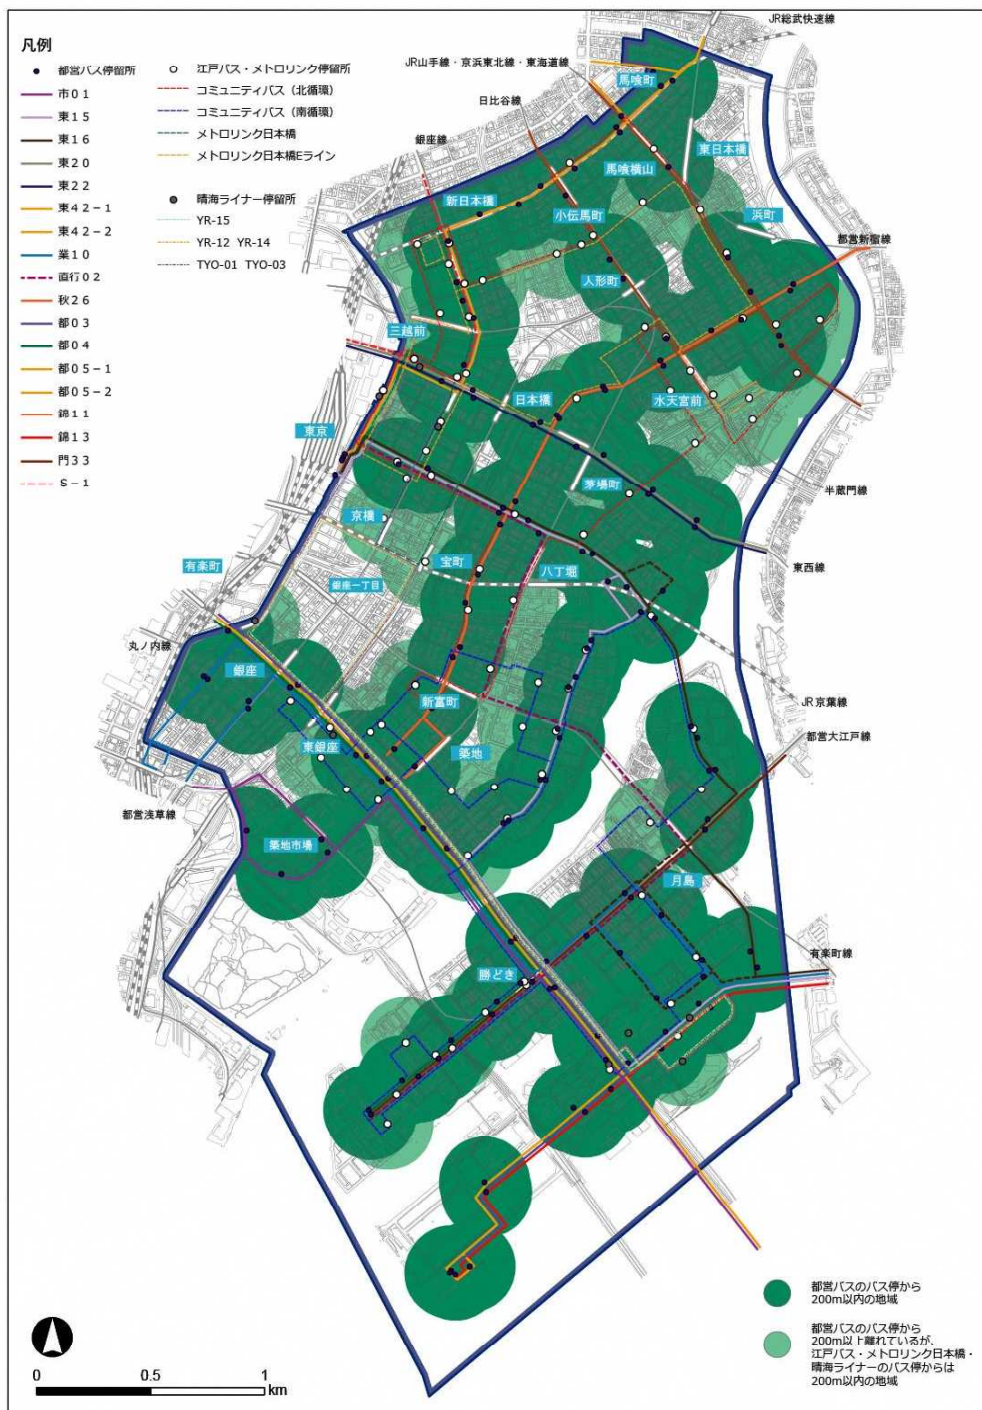 凡例
都営バス停留所
市０１
東１５
東１６
東２０
東２２
東４２－１
東４２－２
業１０
直行０２
秋２６
都０３
都０４
都０５－１
都０５－２
錦１１
錦１３
門３３
Ｓ－１
江戸バス・メトロリンク停留所
コミュニティバス（北循環）
コミュニティバス（南循環）
メトロリンク日本橋
メトロリンク日本橋Eライン
晴海ライナー停留所
YR-15
YR-12 YR-14
TYO-01 TYO-03
JR総武快速線
JR山手線・京浜東北線・東海道線
馬喰町
日比谷線
銀座線
東日本橋
馬喰横山
新日本橋
小伝馬町
浜町
都営新宿線
人形町
三越前
日本橋
水天宮前
東京
茅場町
半蔵門線
京橋
東西線
宝町
八丁堀
有楽町
銀座一丁目
丸ノ内線
銀座
新富町
JR京葉線
東銀座
築地
都営大江戸線
都営浅草線
築地市場
月島
有楽町線
勝どき
都営バスのバス停から
200m以内の地域
都営バスのバス停から
200m以上離れているが、
江戸バス・メトロリンク日本橋・
晴海ライナーのバス停からは
200m以内の地域
0 0.5 1
km